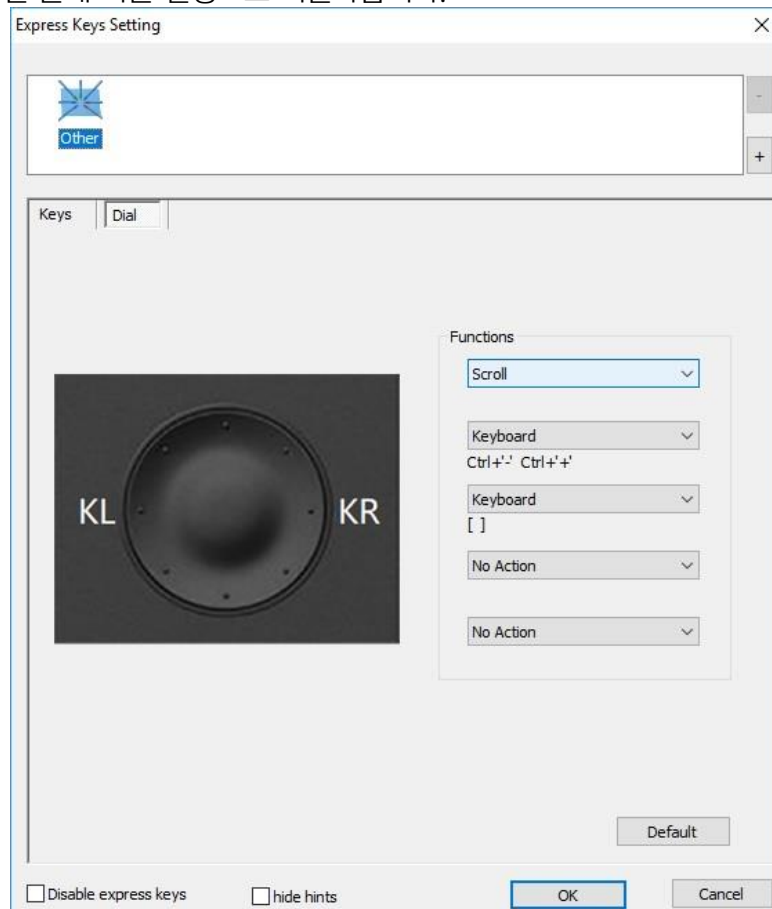 Express Keys Setting
Other
-
+
Keys
Dial
Functions
Scroll
Keyboard
Ctrl+'-' Ctrl+'+'
Keyboard
[ ]
No Action
No Action
KL
KR
Default
Disable express keys
hide hints
OK
Cancel